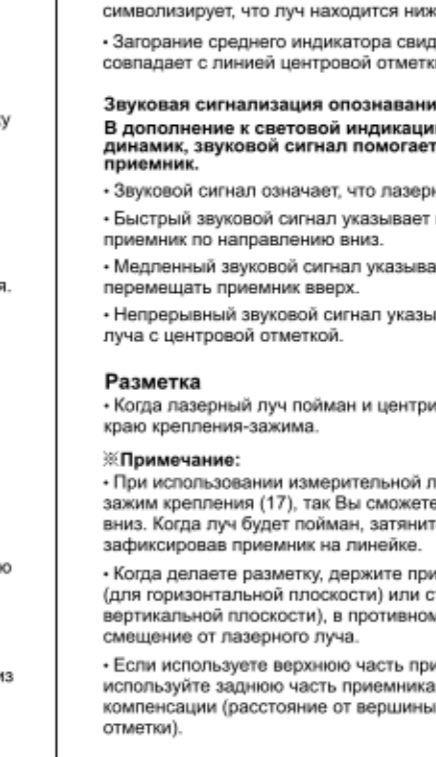 символизирует, что луч находится ниж
• Загорание среднего индикатора свид
совпадает с линией центровой отметк
Звуковая сигнализация опознавани
В дополнение к световой индикаци
динамик, звуковой сигнал помогает
приемник.
• Звуковой сигнал означает, что лазерн
• Быстрый звуковой сигнал указывает
приемник по направлению вниз.
• Медленный звуковой сигнал указыва
перемещать приемник вверх.
• Непрерывный звуковой сигнал указы
луча с центровой отметкой.
Разметка
• Когда лазерный луч пойман и центри
краю крепления-зажима.
※Примечание:
• При использовании измерительной л
зажим крепления (17), так Вы сможете
вниз. Когда луч будет пойман, затянит
зафиксировав приемник на линейке.
• Когда делаете разметку, держите при
(для горизонтальной плоскости) или с
вертикальной плоскости), в противном
смещение от лазерного луча.
• Если используете верхнюю часть при
используйте заднюю часть приемника
компенсации (расстояние от вершины
отметки).